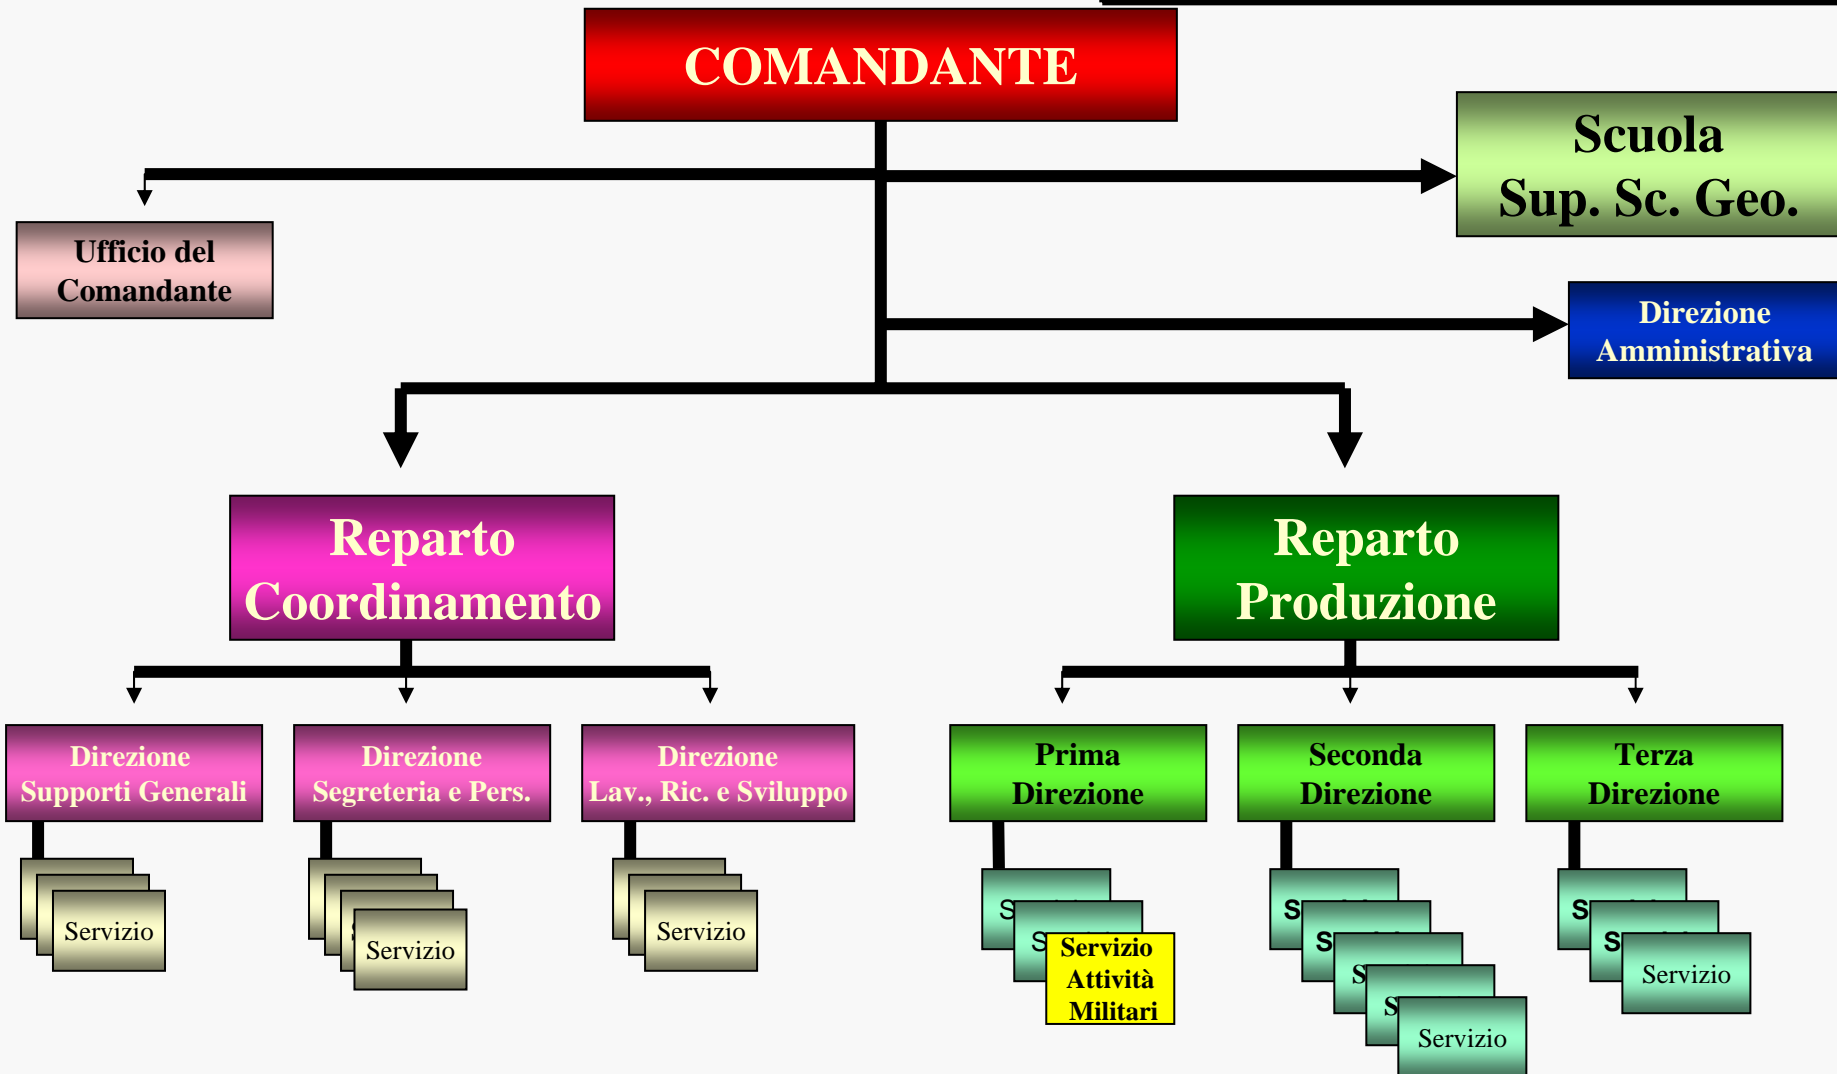 COMANDANTE
Scuola
Sup. Sc. Geo.
Ufficio del
Comandante
Direzione
Amministrativa
Reparto
Coordinamento
Reparto
Produzione
Direzione
Supporti Generali
Direzione
Segreteria e Pers.
Direzione
Lav., Ric. e Sviluppo
Prima
Direzione
Seconda
Direzione
Terza
Direzione
Servizio
Servizio
Servizio
Servizio
Attività
Militari
Servizio
Servizio